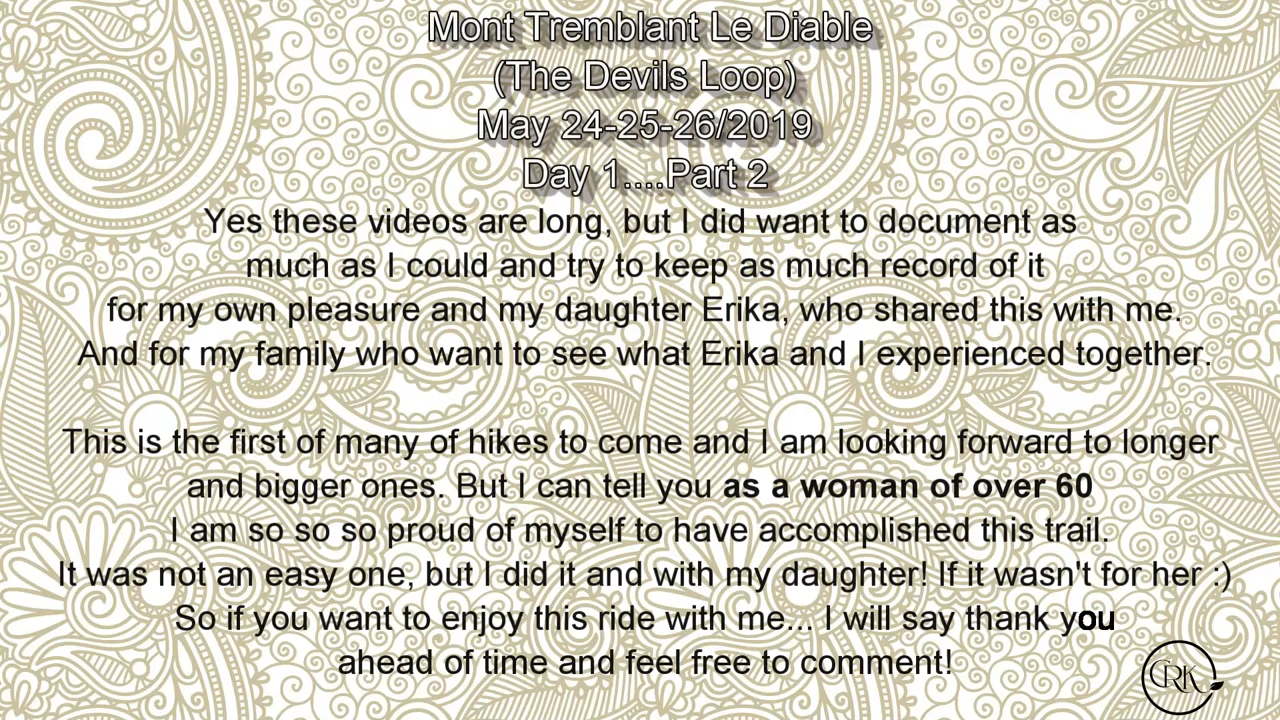 Mont Tremblant Le Diable
(The Devils Loop)
May 24-25-26/2019
Day 1....Part 2
Yes these videos are long, but I did want to document as
much as I could and try to keep as much record of it
for my own pleasure and my daughter Erika, who shared this with me.
And for my family who want to see what Erika and I experienced together.
This is the first of many of hikes to come and I am looking forward to longer
and bigger ones. But I can tell you as a woman of over 60
I am so so so proud of myself to have accomplished this trail.
It was not an easy one, but I did it and with my daughter! If it wasn't for her :)
So if you want to enjoy this ride with me... I will say thank you
ahead of time and feel free to comment!
CRK